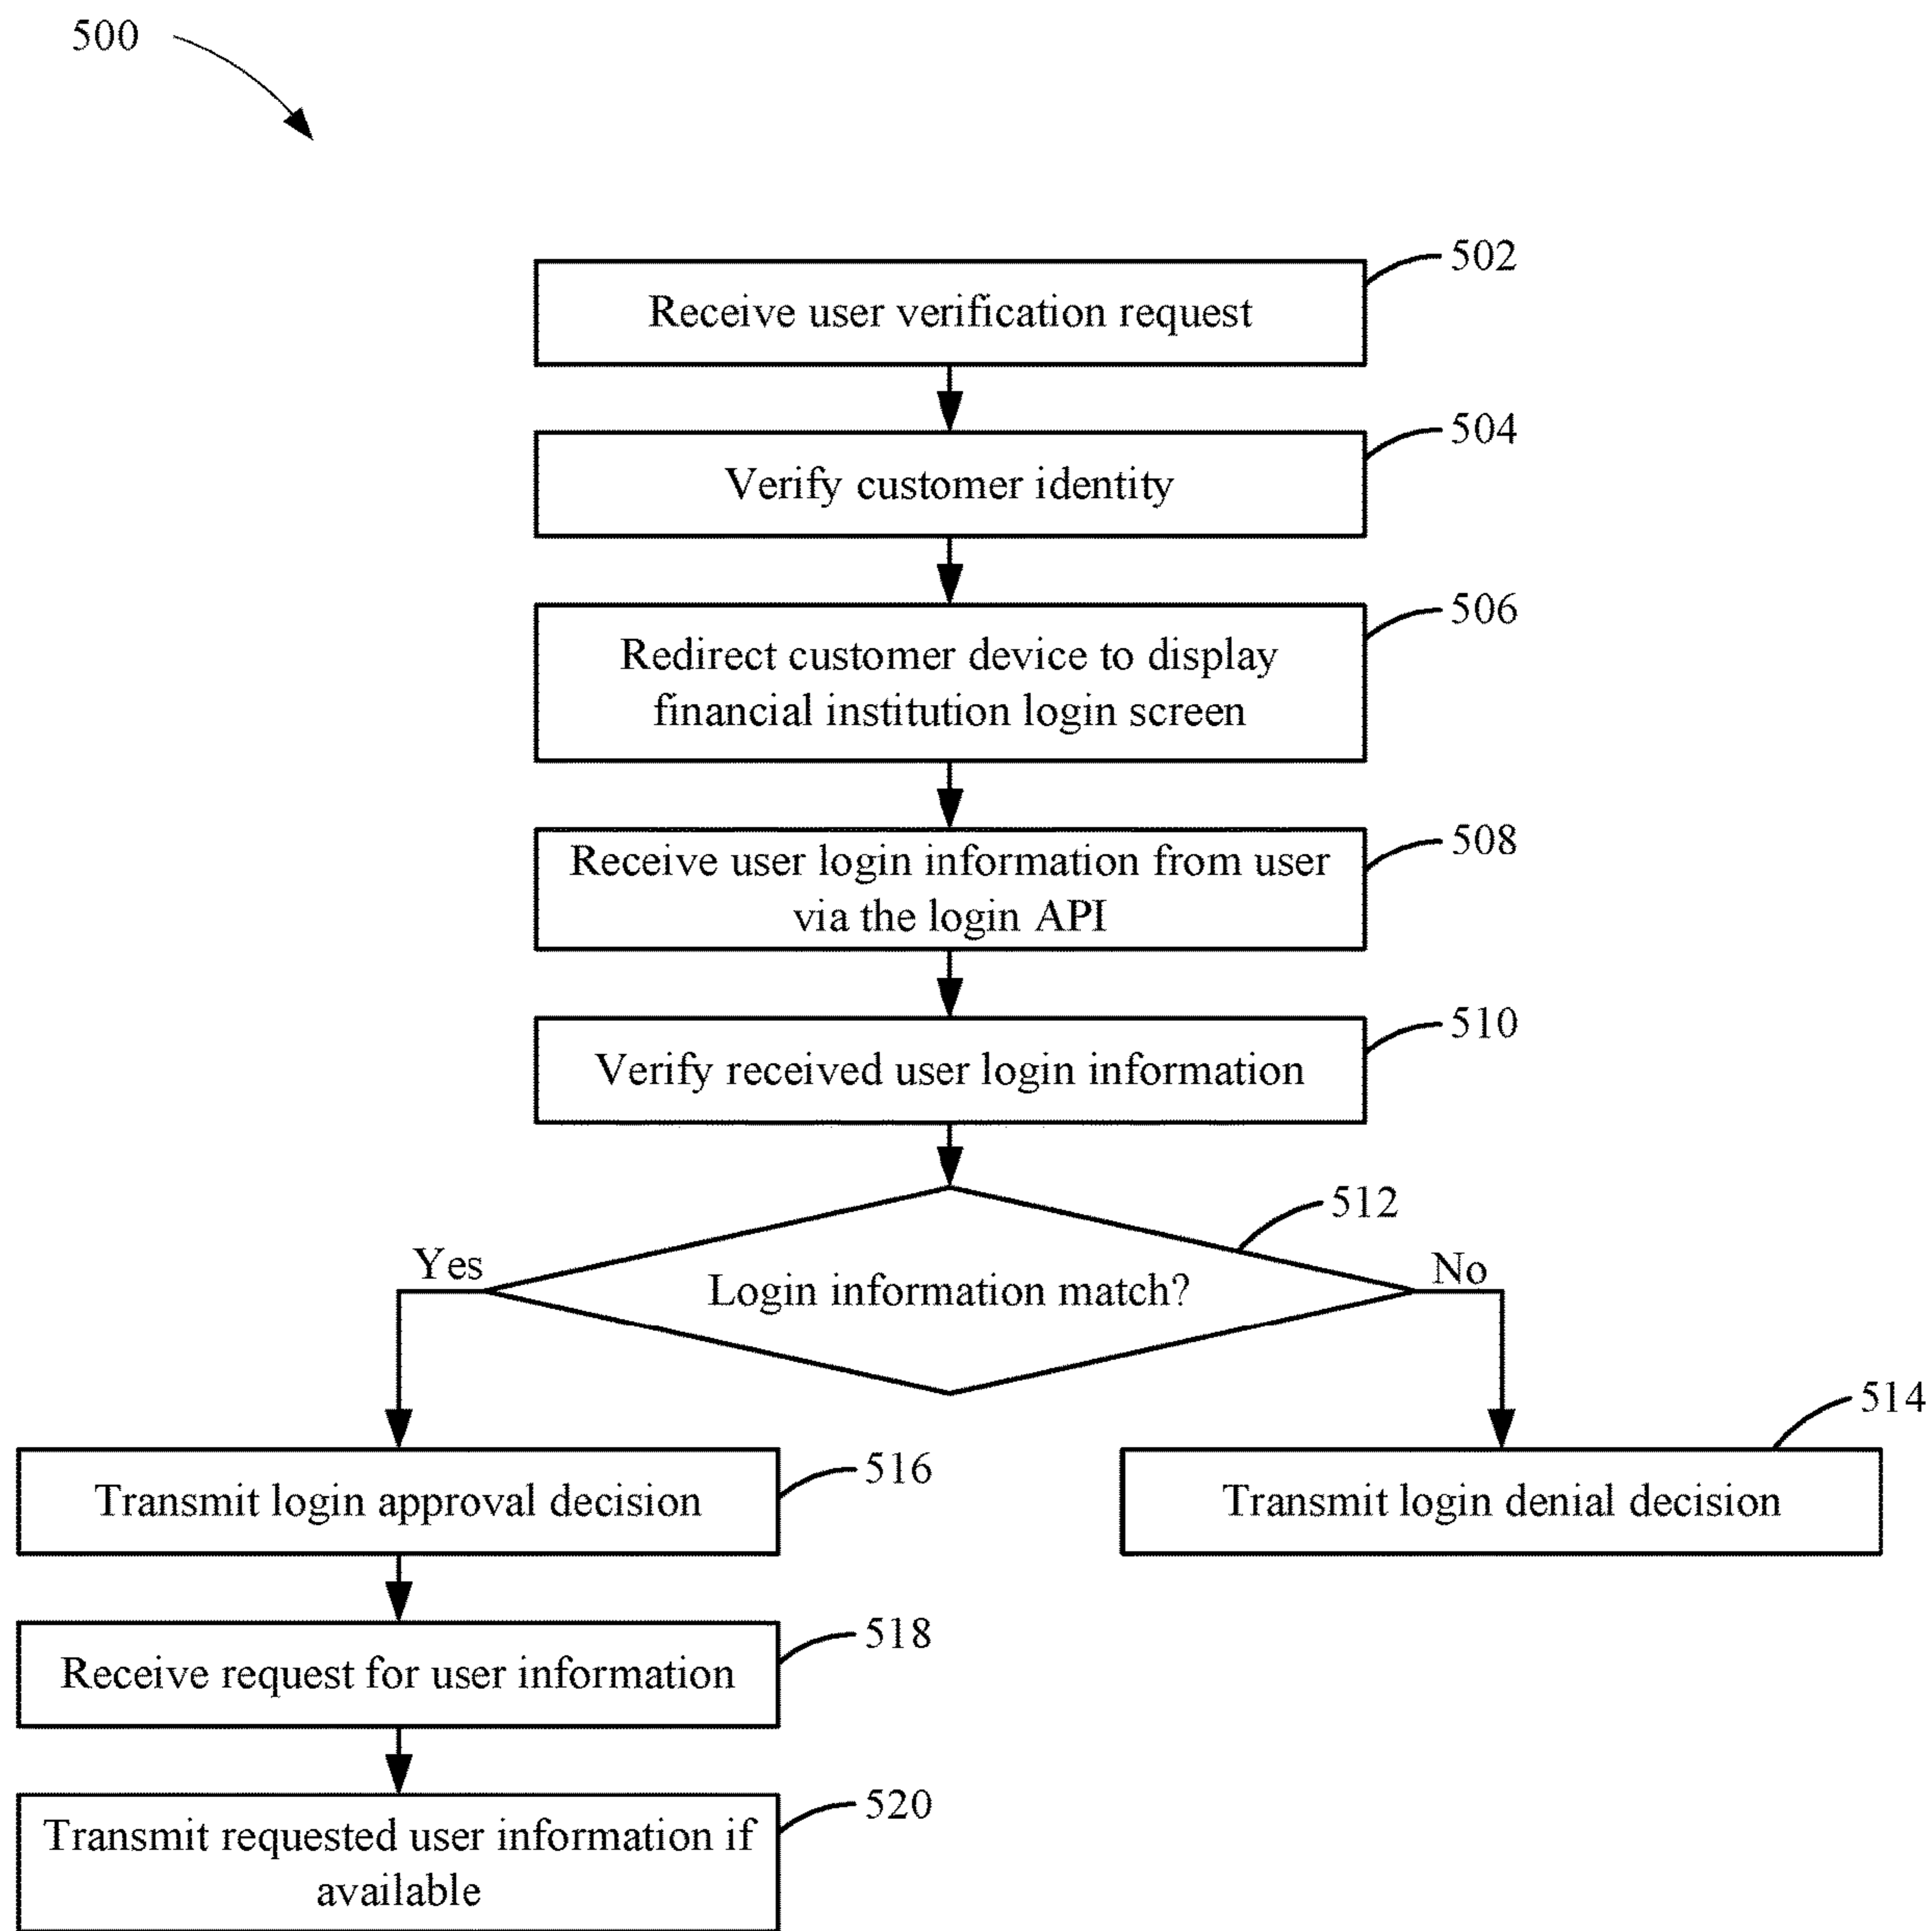 500
502
Receive user verification request
504
Verify customer identity
506
Redirect customer device to display
financial institution login screen
508
Receive user login information from user
via the login API
510
Verify received user login information
512
Yes
Login information match?
No
514
516
Transmit login approval decision
Transmit login denial decision
518
Receive request for user information
520
Transmit requested user information if
available